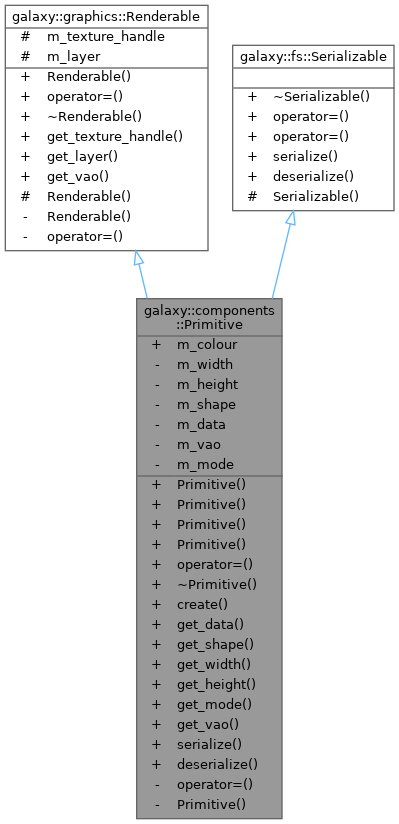 galaxy::graphics::Renderable
# m_texture_handle
# m_layer
+ Renderable()
+ operator=()
+ ~Renderable()
+ get_texture_handle()
+ get_layer()
+ get_vao()
# Renderable()
- Renderable()
- operator=()
galaxy::fs::Serializable
+ ~Serializable()
+ operator=()
+ operator=()
+ serialize()
+ deserialize()
# Serializable()
galaxy::components
::Primitive
+ m_colour
- m_width
- m_height
- m_shape
- m_data
- m_vao
- m_mode
+ Primitive()
+ Primitive()
+ Primitive()
+ Primitive()
+ operator=()
+ ~Primitive()
+ create()
+ get_data()
+ get_shape()
+ get_width()
+ get_height()
+ get_mode()
+ get_vao()
+ serialize()
+ deserialize()
- operator=()
- Primitive()